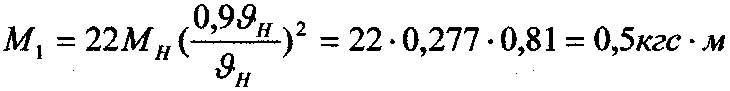 M₁ = 22M_H(0,9ϑ_H/ϑ_H)² = 22·0,277·0,81 = 0,5кгс·м